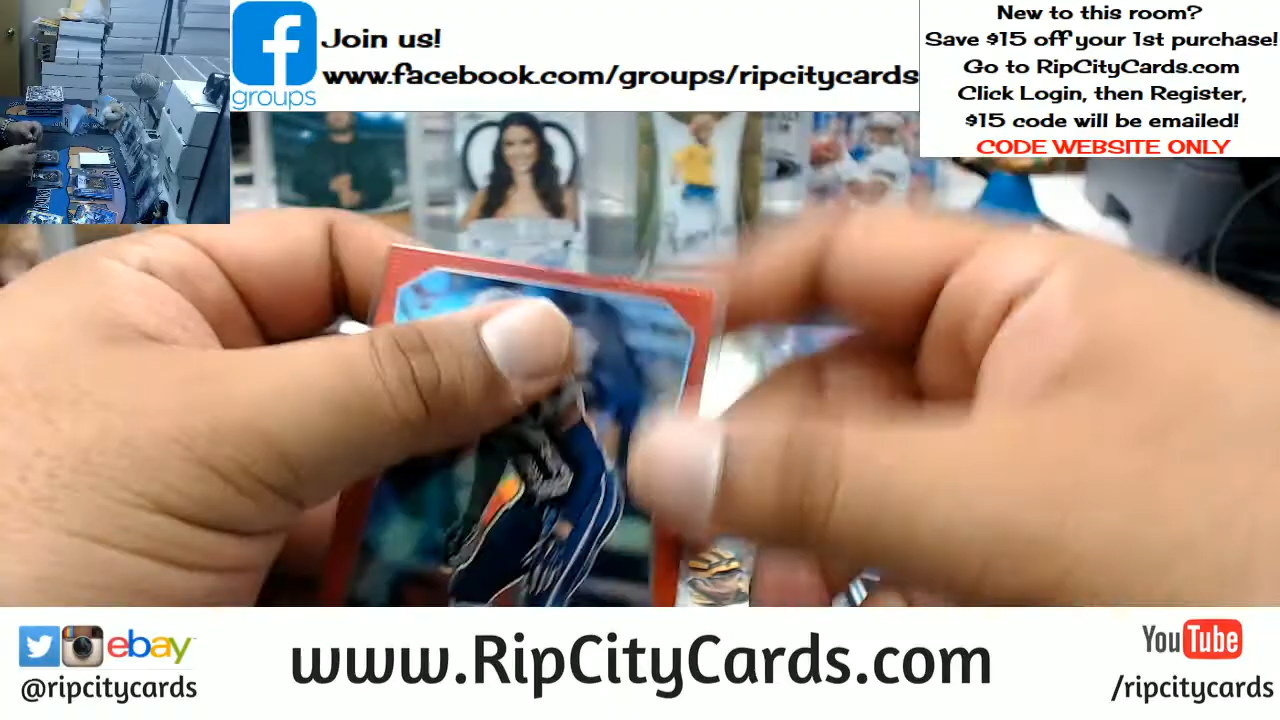 Join us!
www.facebook.com/groups/ripcitycards
groups
New to this room?
Save $15 off your 1st purchase!
Go to RipCityCards.com
Click Login, then Register,
$15 code will be emailed!
CODE WEBSITE ONLY
ebay
@ripcitycards
www.RipCityCards.com
YouTube
/ripcitycards